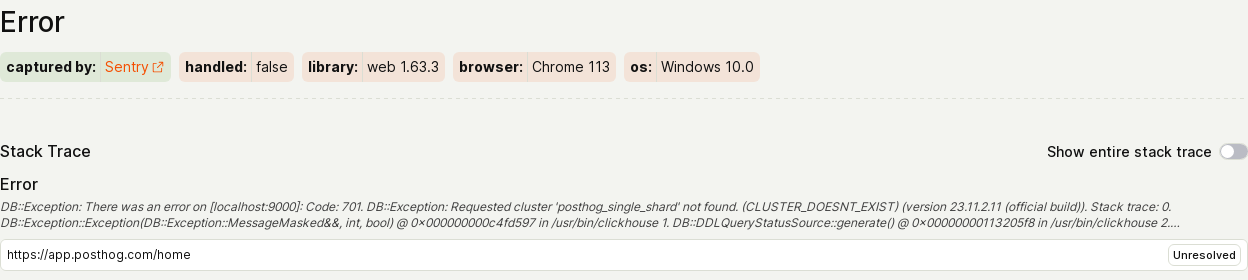 Error
captured by: Sentry handled: false library: web 1.63.3 browser: Chrome 113 os: Windows 10.0
Stack Trace Show entire stack trace
Error
DB::Exception: There was an error on [localhost:9000]: Code: 701. DB::Exception: Requested cluster 'posthog_single_shard' not found. (CLUSTER_DOESNT_EXIST) (version 23.11.2.11 (official build)). Stack trace: 0.
DB::Exception::Exception(DB::Exception::MessageMasked&&, int, bool) @ 0x000000000c4fd597 in /usr/bin/clickhouse 1. DB::DDLQueryStatusSource::generate() @ 0x00000000113205f8 in /usr/bin/clickhouse 2....
https://app.posthog.com/home Unresolved